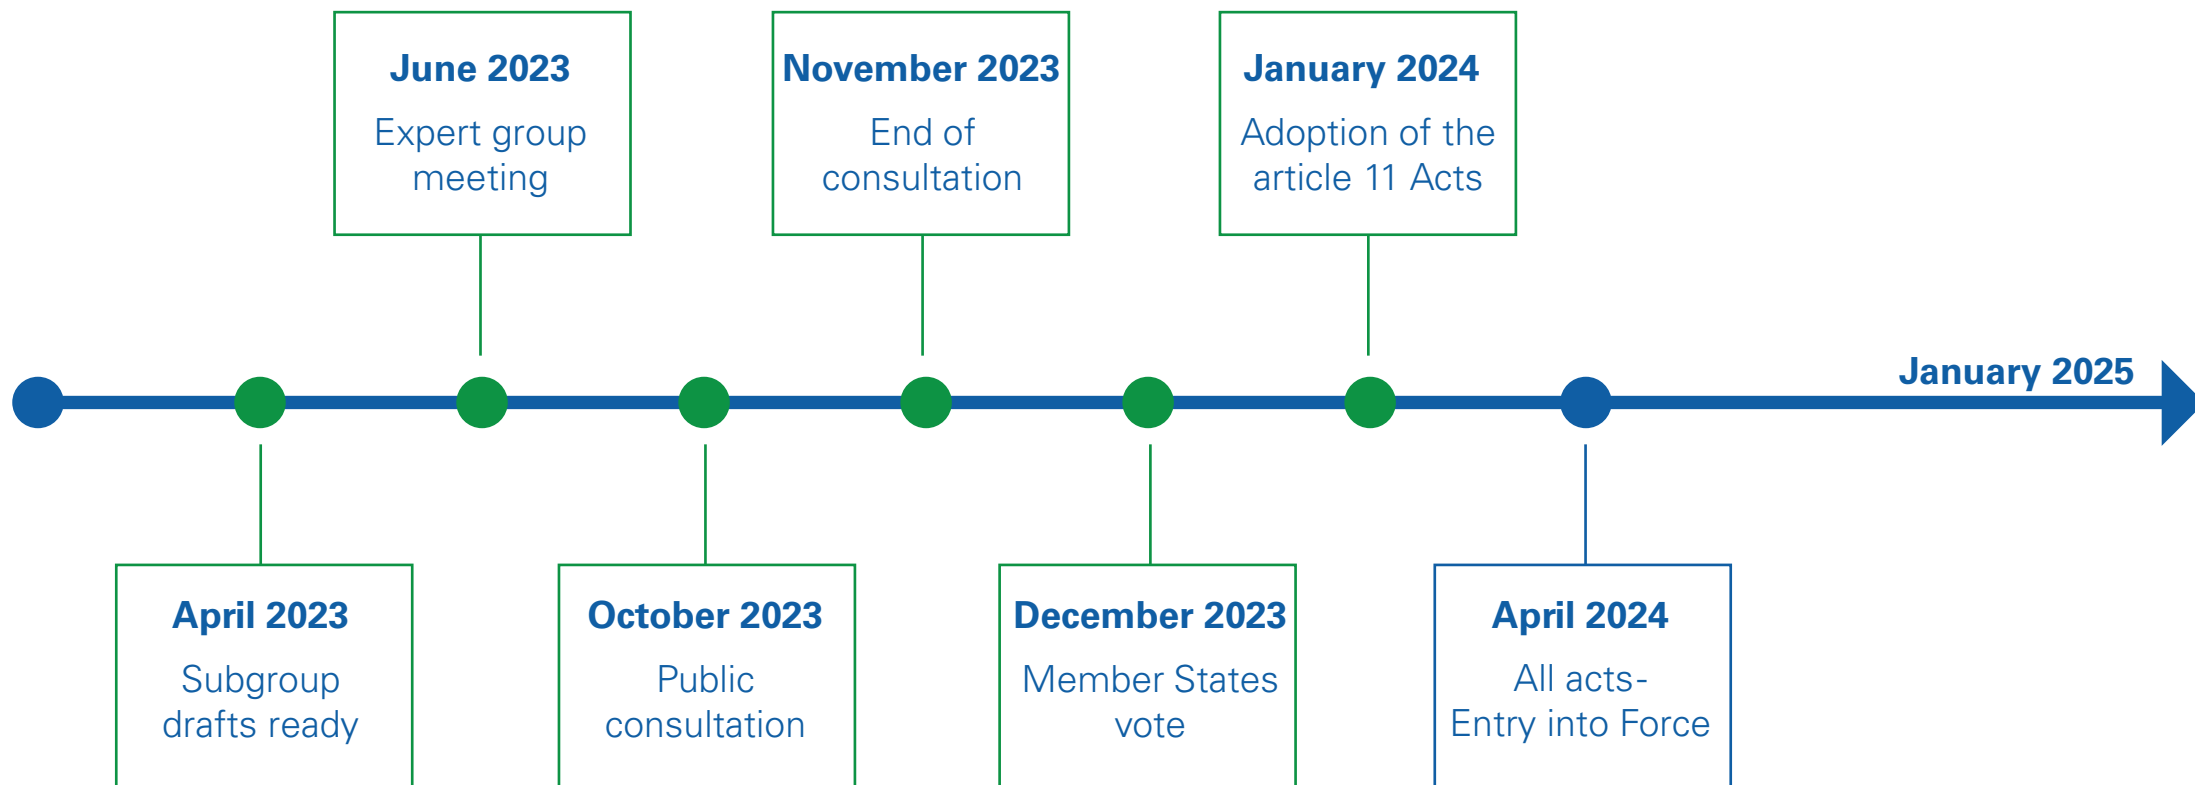 June 2023
Expert group
meeting
November 2023
End of
consultation
January 2024
Adoption of the
article 11 Acts
January 2025
April 2023
Subgroup
drafts ready
October 2023
Public
consultation
December 2023
Member States
vote
April 2024
All acts-
Entry into Force